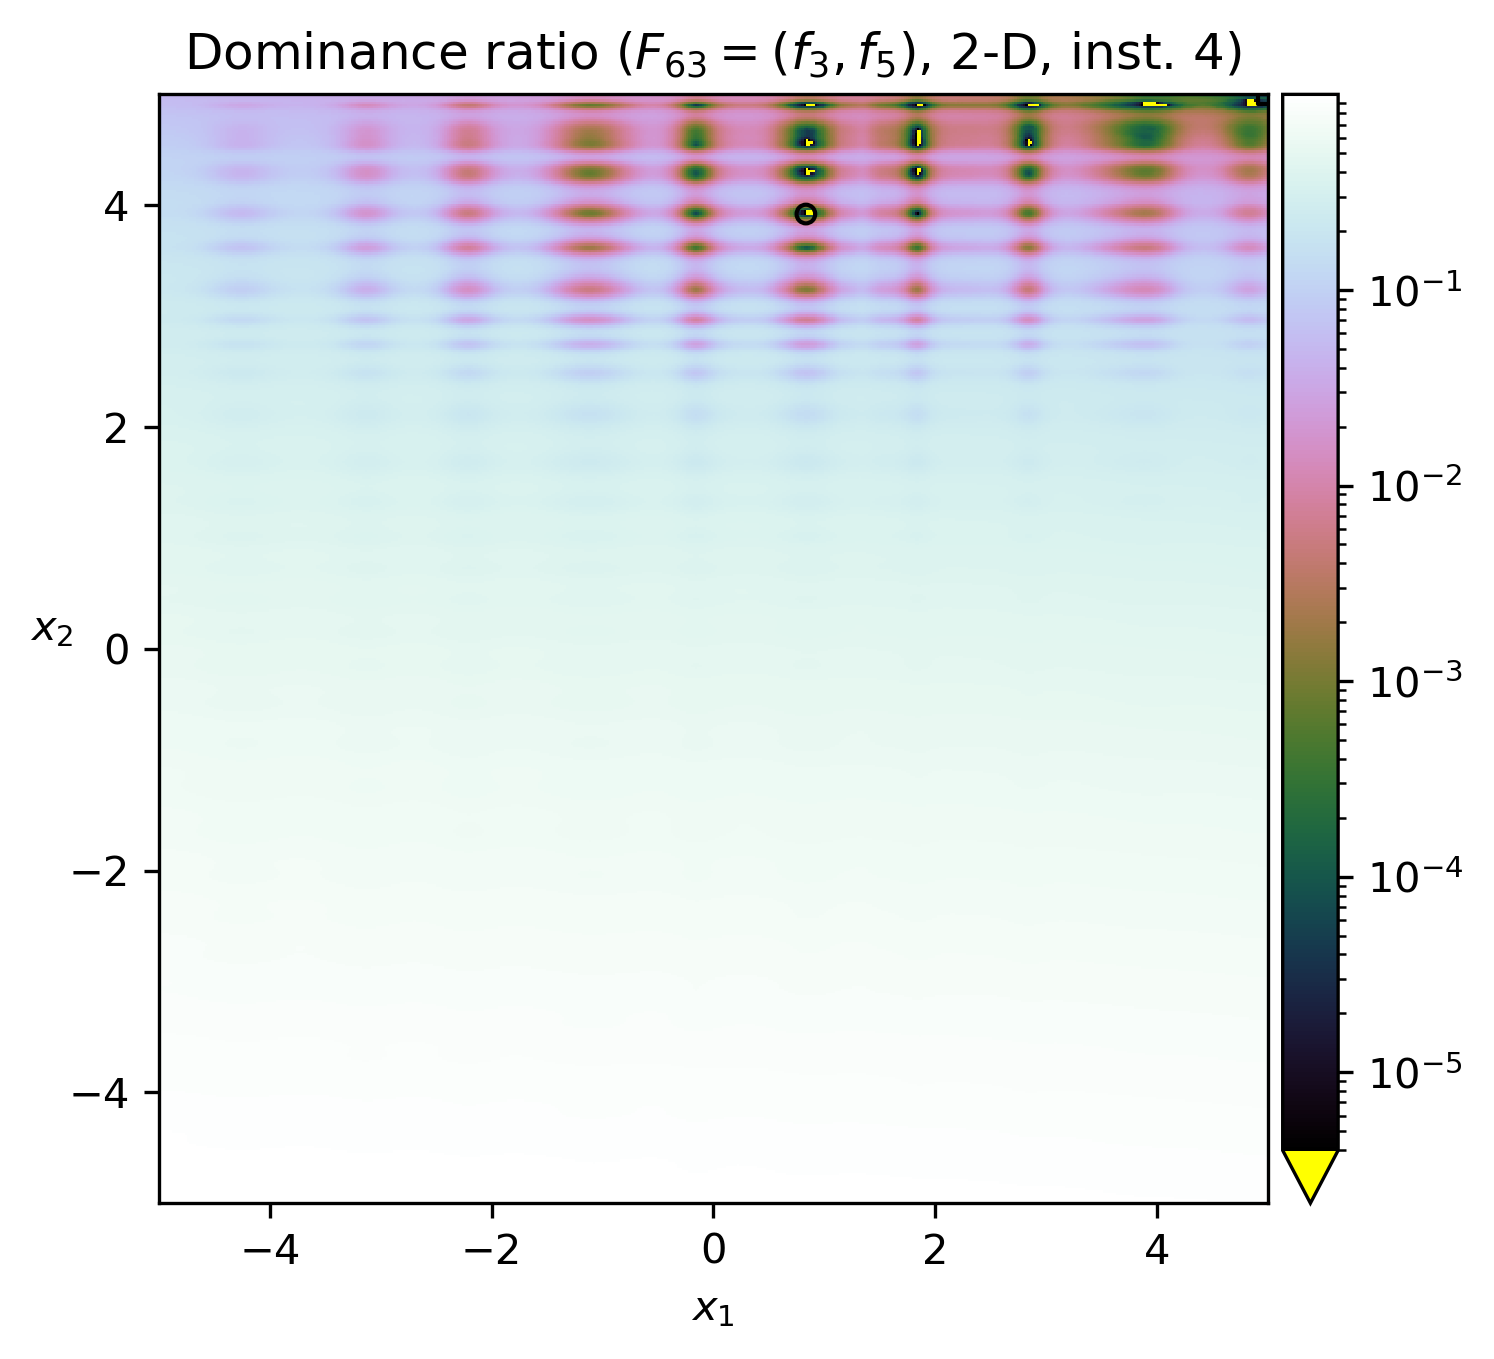 Dominance ratio (F₆₃ = (f₃, f₅), 2-D, inst. 4)
4
2
0
−2
−4
x₂
−4 −2 0 2 4
x₁
10⁻¹
10⁻²
10⁻³
10⁻⁴
10⁻⁵